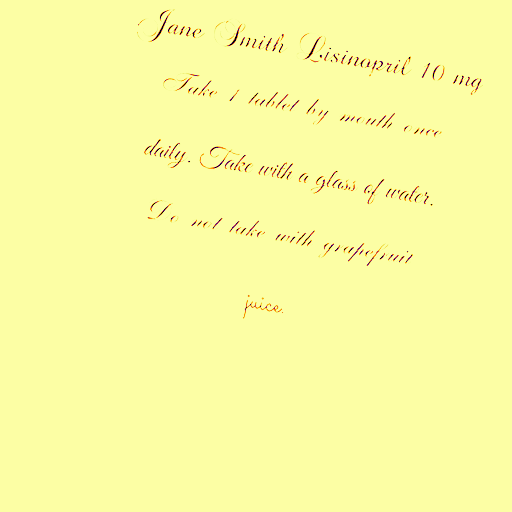 Jane Smith Lisinopril 10 mg
Take 1 tablet by mouth once
daily. Take with a glass of water.
Do not take with grapefruit
juice.